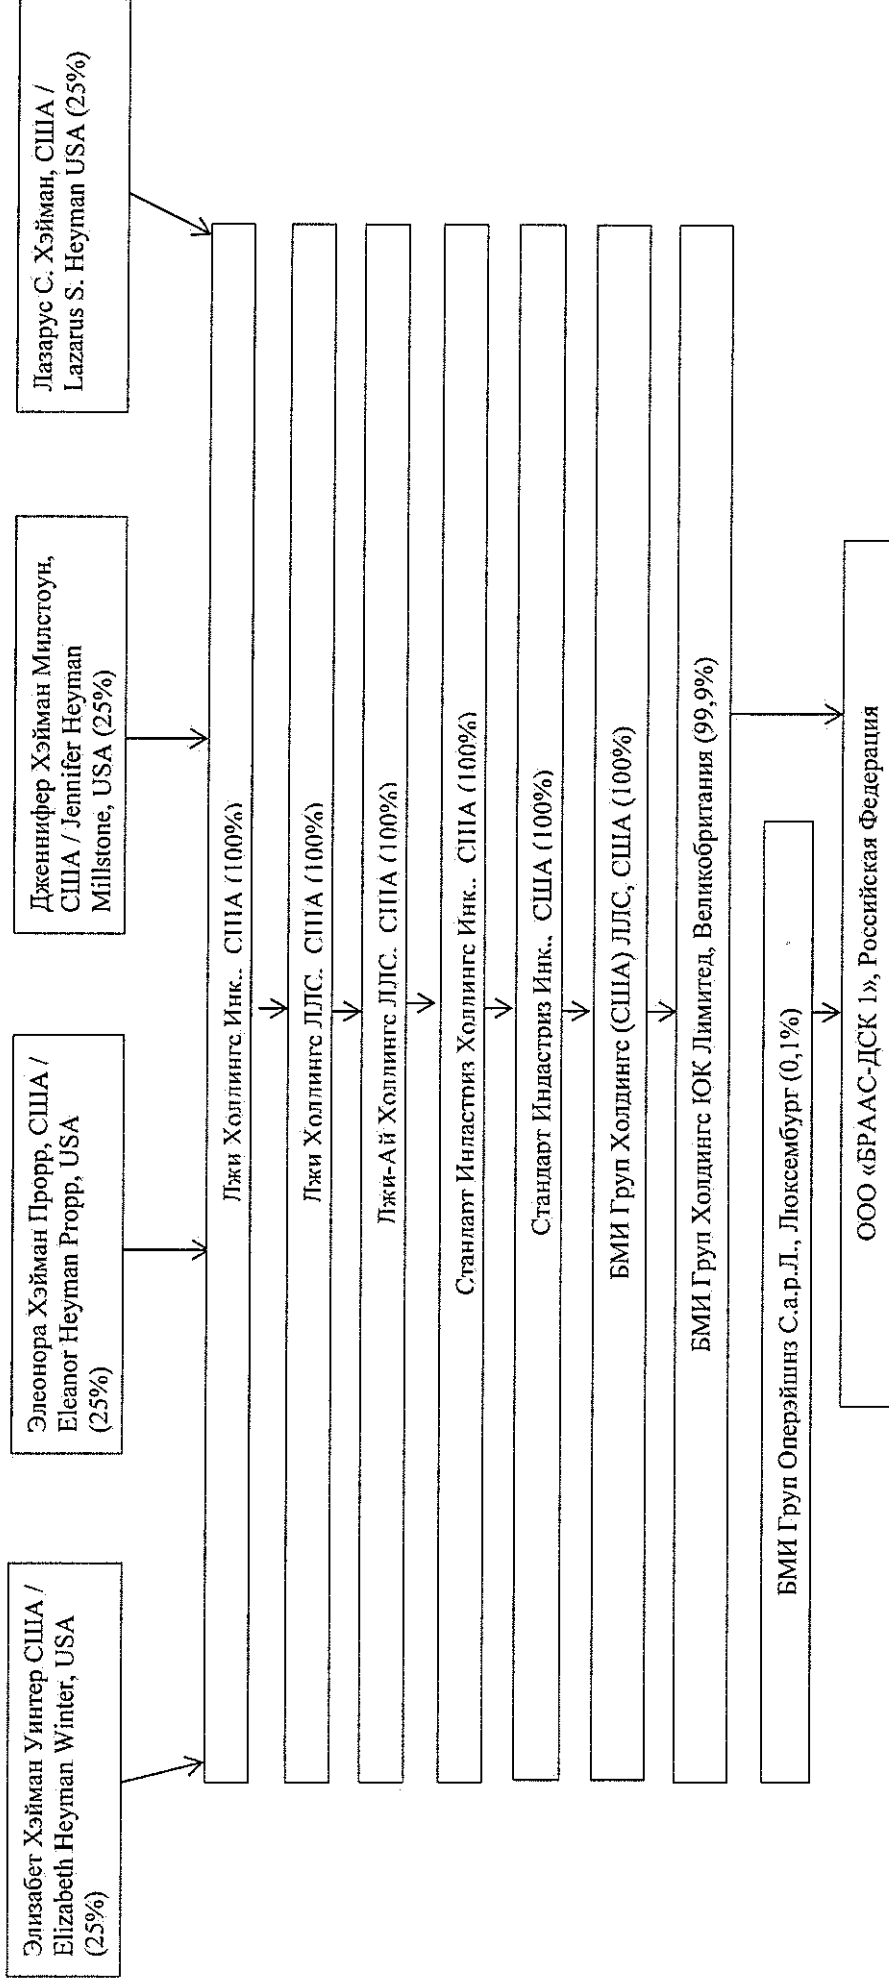 Элизабет Хэйман Уинтер США /
Elizabeth Heyman Winter, USA
(25%)
Элеонора Хэйман Пропп, США /
Eleanor Heyman Propp, USA
(25%)
Дженнифер Хэйман Милстоун,
США / Jennifer Heyman
Millstone, USA (25%)
Лазарус С. Хэйман, США /
Lazarus S. Heyman USA (25%)
Джи Холдингс Инк., США (100%)
Джи Холдингс ЛЛС, США (100%)
Джи-Ай Холдингс ЛЛС, США (100%)
Стандарт Индастриз Холдингс Инк., США (100%)
Стандарт Индастриз Инк., США (100%)
БМИ Груп Холдингс (США) ЛЛС, США (100%)
БМИ Груп Холдингс ЮК Лимитед, Великобритания (99,9%)
БМИ Груп Оперэйшнз С.а.р.Л., Люксембург (0,1%)
ООО «БРААС-ДСК 1», Российская Федерация